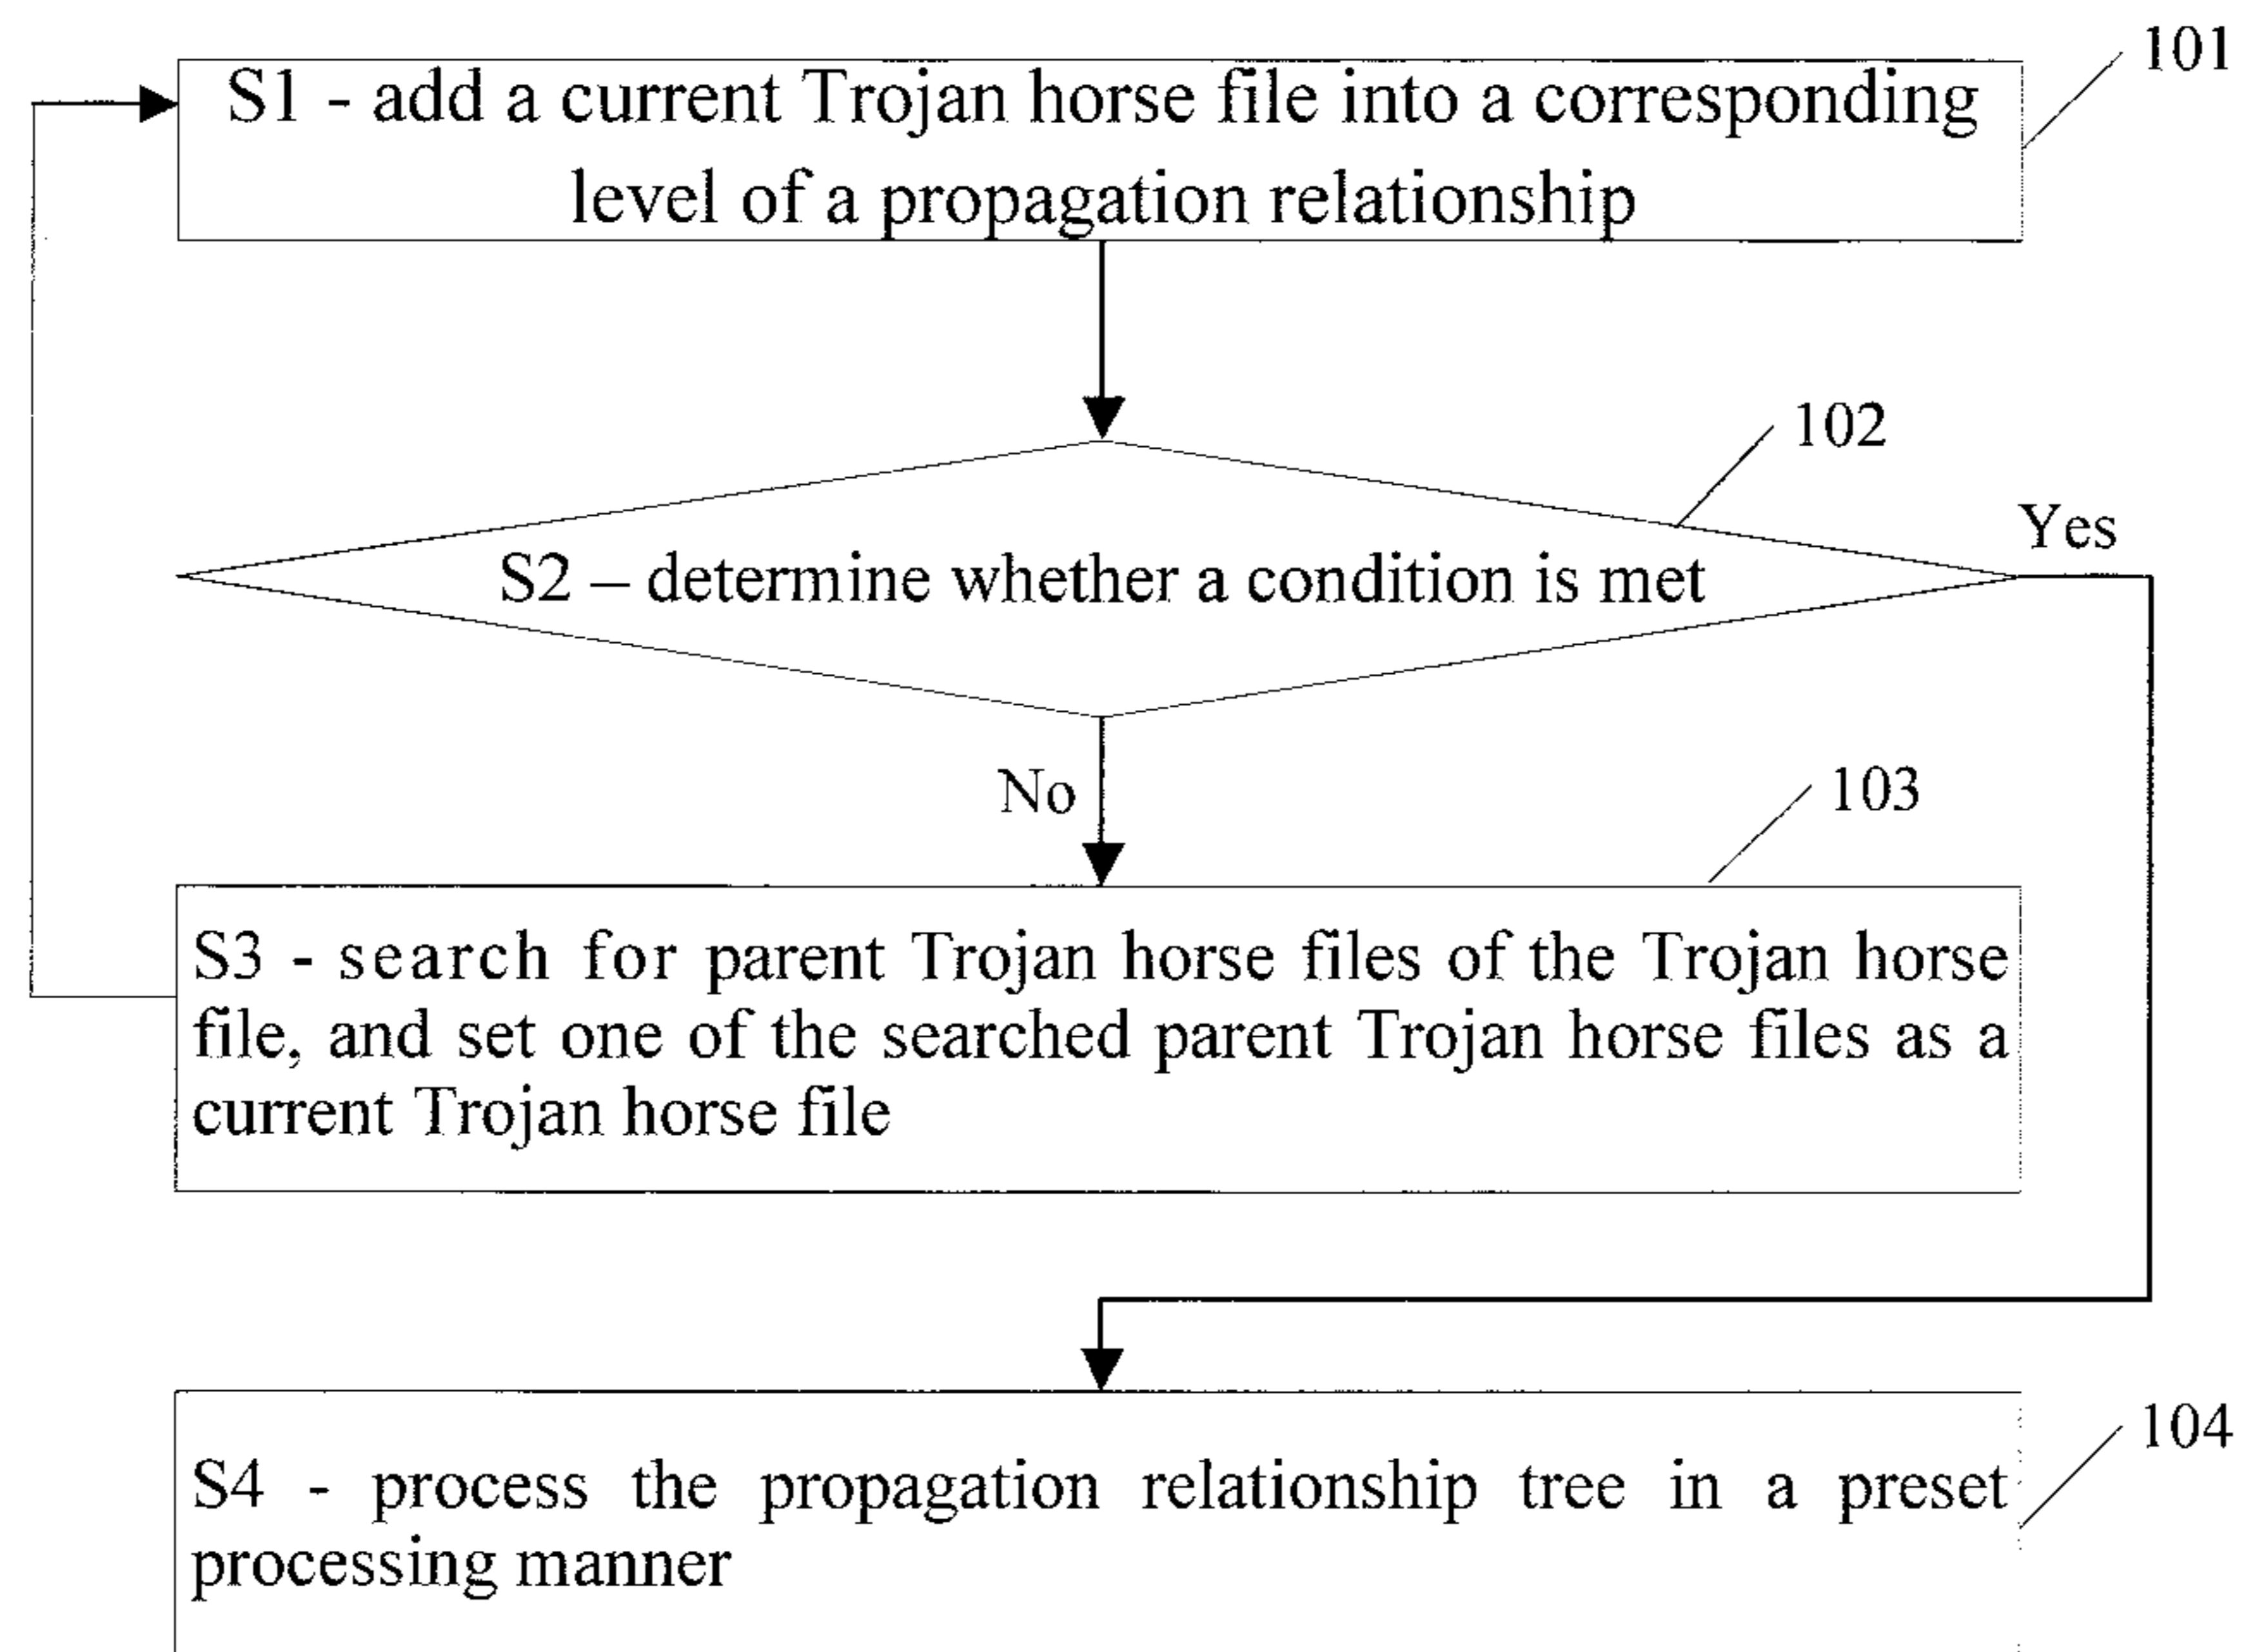 101
S1 - add a current Trojan horse file into a corresponding
level of a propagation relationship
102
Yes
S2 – determine whether a condition is met
No
103
S3 - search for parent Trojan horse files of the Trojan horse
file, and set one of the searched parent Trojan horse files as a
current Trojan horse file
104
S4 - process the propagation relationship tree in a preset
processing manner